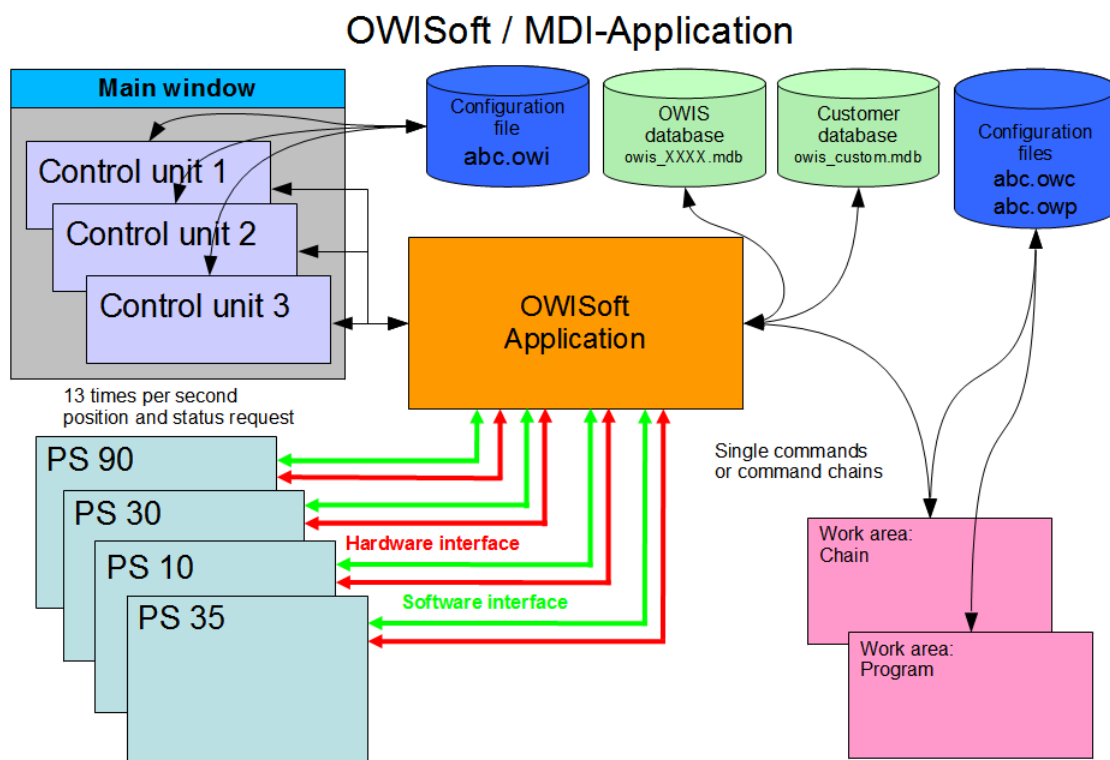 OWISoft / MDI-Application
Main window
Control unit 1
Control unit 2
Control unit 3
Configuration
file
abc.owi
OWIS
database
owis_XXXX.mdb
Customer
database
owis_custom.mdb
Configuration
files
abc.owc
abc.owp
OWISoft
Application
13 times per second
position and status request
PS 90
PS 30
PS 10
PS 35
Hardware interface
Software interface
Single commands
or command chains
Work area:
Chain
Work area:
Program